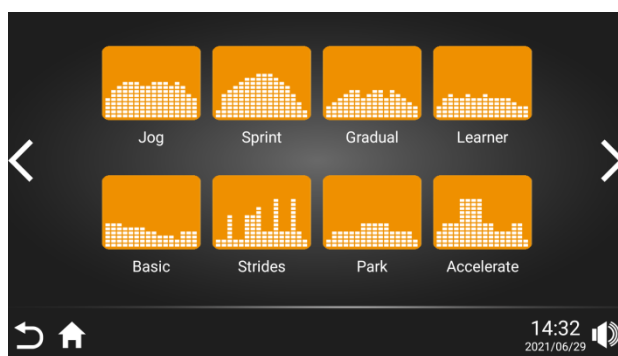 Jog
Sprint
Gradual
Learner
Basic
Strides
Park
Accelerate
14:32
2021/06/29